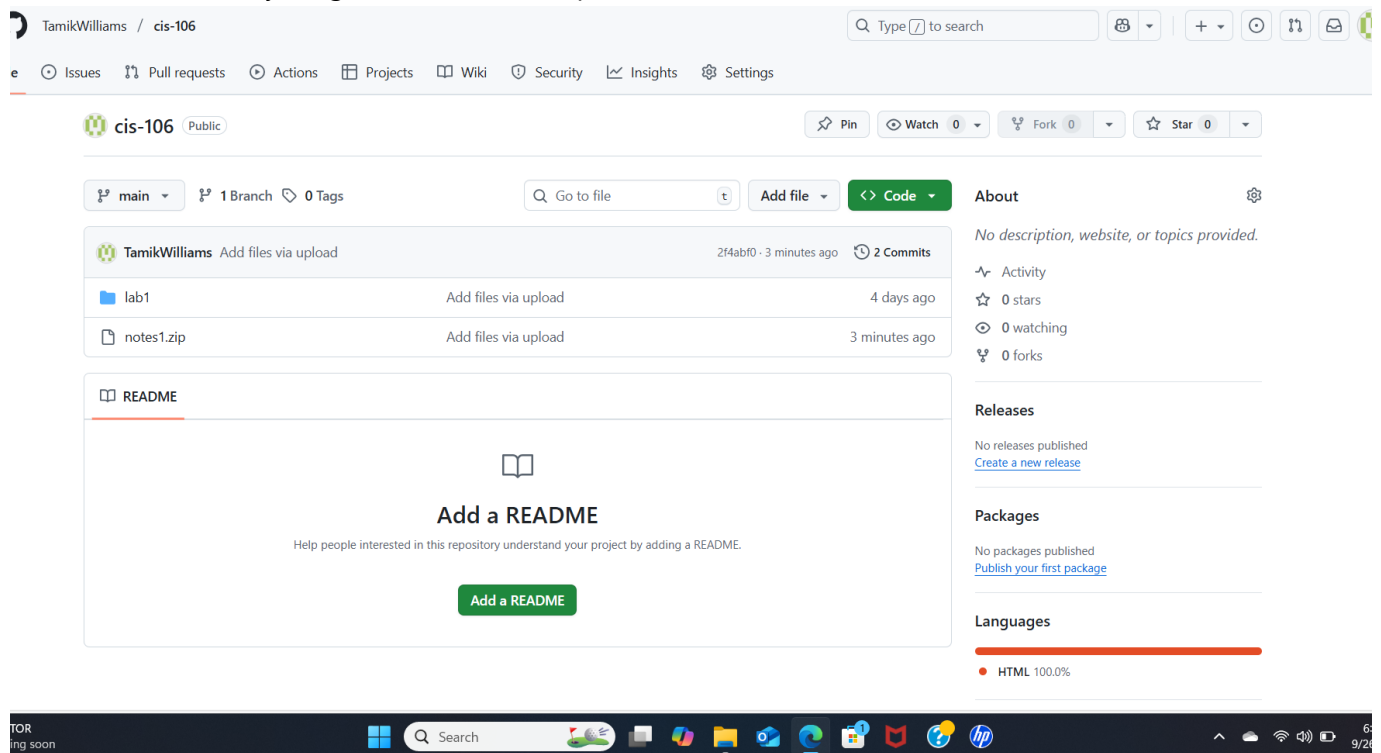 TamikWilliams / cis-106
Type / to search
Issues Pull requests Actions Projects Wiki Security Insights Settings
cis-106 Public
Pin Watch 0 Fork 0 Star 0
main 1 Branch 0 Tags
Go to file t Add file Code
About
No description, website, or topics provided.
TamikWilliams Add files via upload 2f4abf0 · 3 minutes ago 2 Commits
lab1 Add files via upload 4 days ago
notes1.zip Add files via upload 3 minutes ago
Activity
0 stars
0 watching
0 forks
README
Add a README
Help people interested in this repository understand your project by adding a README.
Add a README
Releases
No releases published
Create a new release
Packages
No packages published
Publish your first package
Languages
HTML 100.0%
ing soon
Search
hp